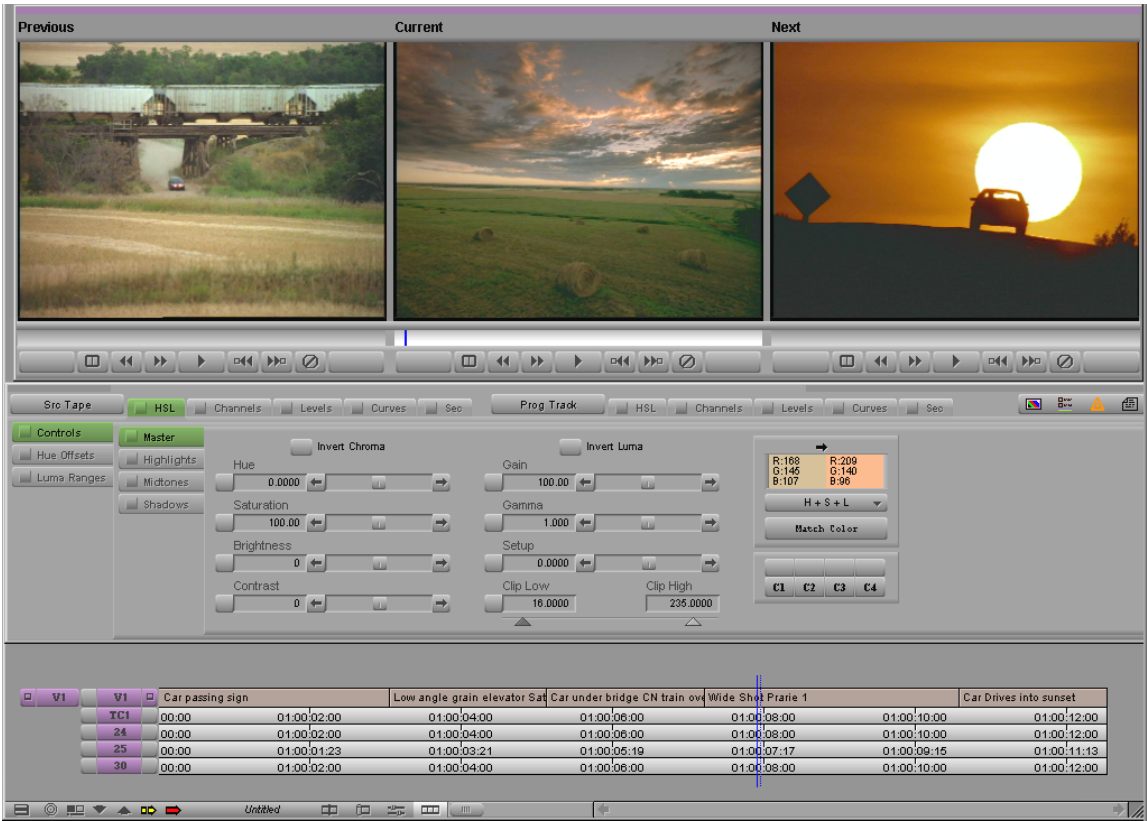 Previous Current Next
Src Tape HSL Channels Levels Curves Sec Prog Track HSL Channels Levels Curves Sec
Controls Master Invert Chroma Invert Luma
Hue Offsets Highlights Hue Gain R:168 R:209
G:145 G:140
B:107 B:96
Luma Ranges Midtones 0.0000 100.00
Shadows Saturation Gamma H + S + L
100.00 1.000
Brightness Setup Match Color
0 0.0000
Contrast Clip Low Clip High C1 C2 C3 C4
0 16.0000 235.0000
V1 V1 Car passing sign Low angle grain elevator Sat Car under bridge CN train ove Wide Shot Prarie 1 Car Drives into sunset
TC1 00:00 01:00:02:00 01:00:04:00 01:00:06:00 01:00:08:00 01:00:10:00 01:00:12:00
24 00:00 01:00:02:00 01:00:04:00 01:00:06:00 01:00:08:00 01:00:10:00 01:00:12:00
25 00:00 01:00:01:23 01:00:03:21 01:00:05:19 01:00:07:17 01:00:09:15 01:00:11:13
30 00:00 01:00:02:00 01:00:04:00 01:00:06:00 01:00:08:00 01:00:10:00 01:00:12:00
Untitled